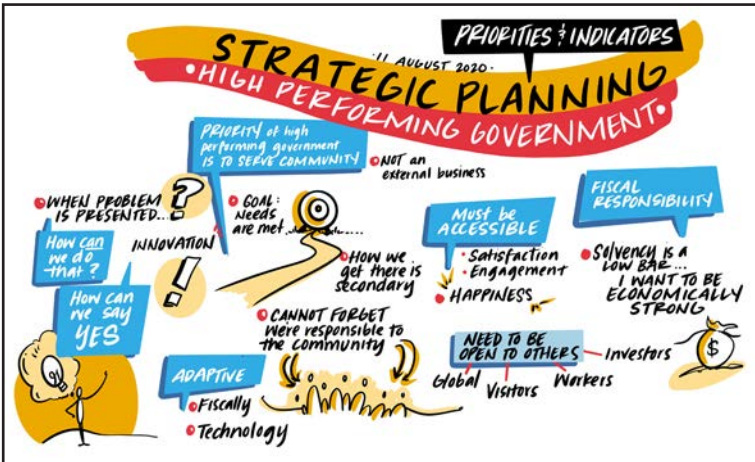 PRIORITIES & INDICATORS
·11 AUGUST 2020·
STRATEGIC PLANNING
•HIGH PERFORMING GOVERNMENT•
PRIORITY of high
performing government
IS TO SERVE COMMUNITY
NOT an
external business
WHEN PROBLEM
IS PRESENTED...
?
How can
we do
that?
INNOVATION
!
How can
we say
YES
GOAL:
needs
are met
How we
get there is
secondary
CANNOT FORGET
we're responsible to
the community
ADAPTIVE
Fiscally
Technology
Must be
ACCESSIBLE
· Satisfaction
· Engagement
HAPPINESS
NEED TO BE
OPEN TO OTHERS
Global
Visitors
Workers
Investors
FISCAL
RESPONSIBILITY
Solvency is a
LOW BAR...
I WANT TO BE
ECONOMICALLY
STRONG
$